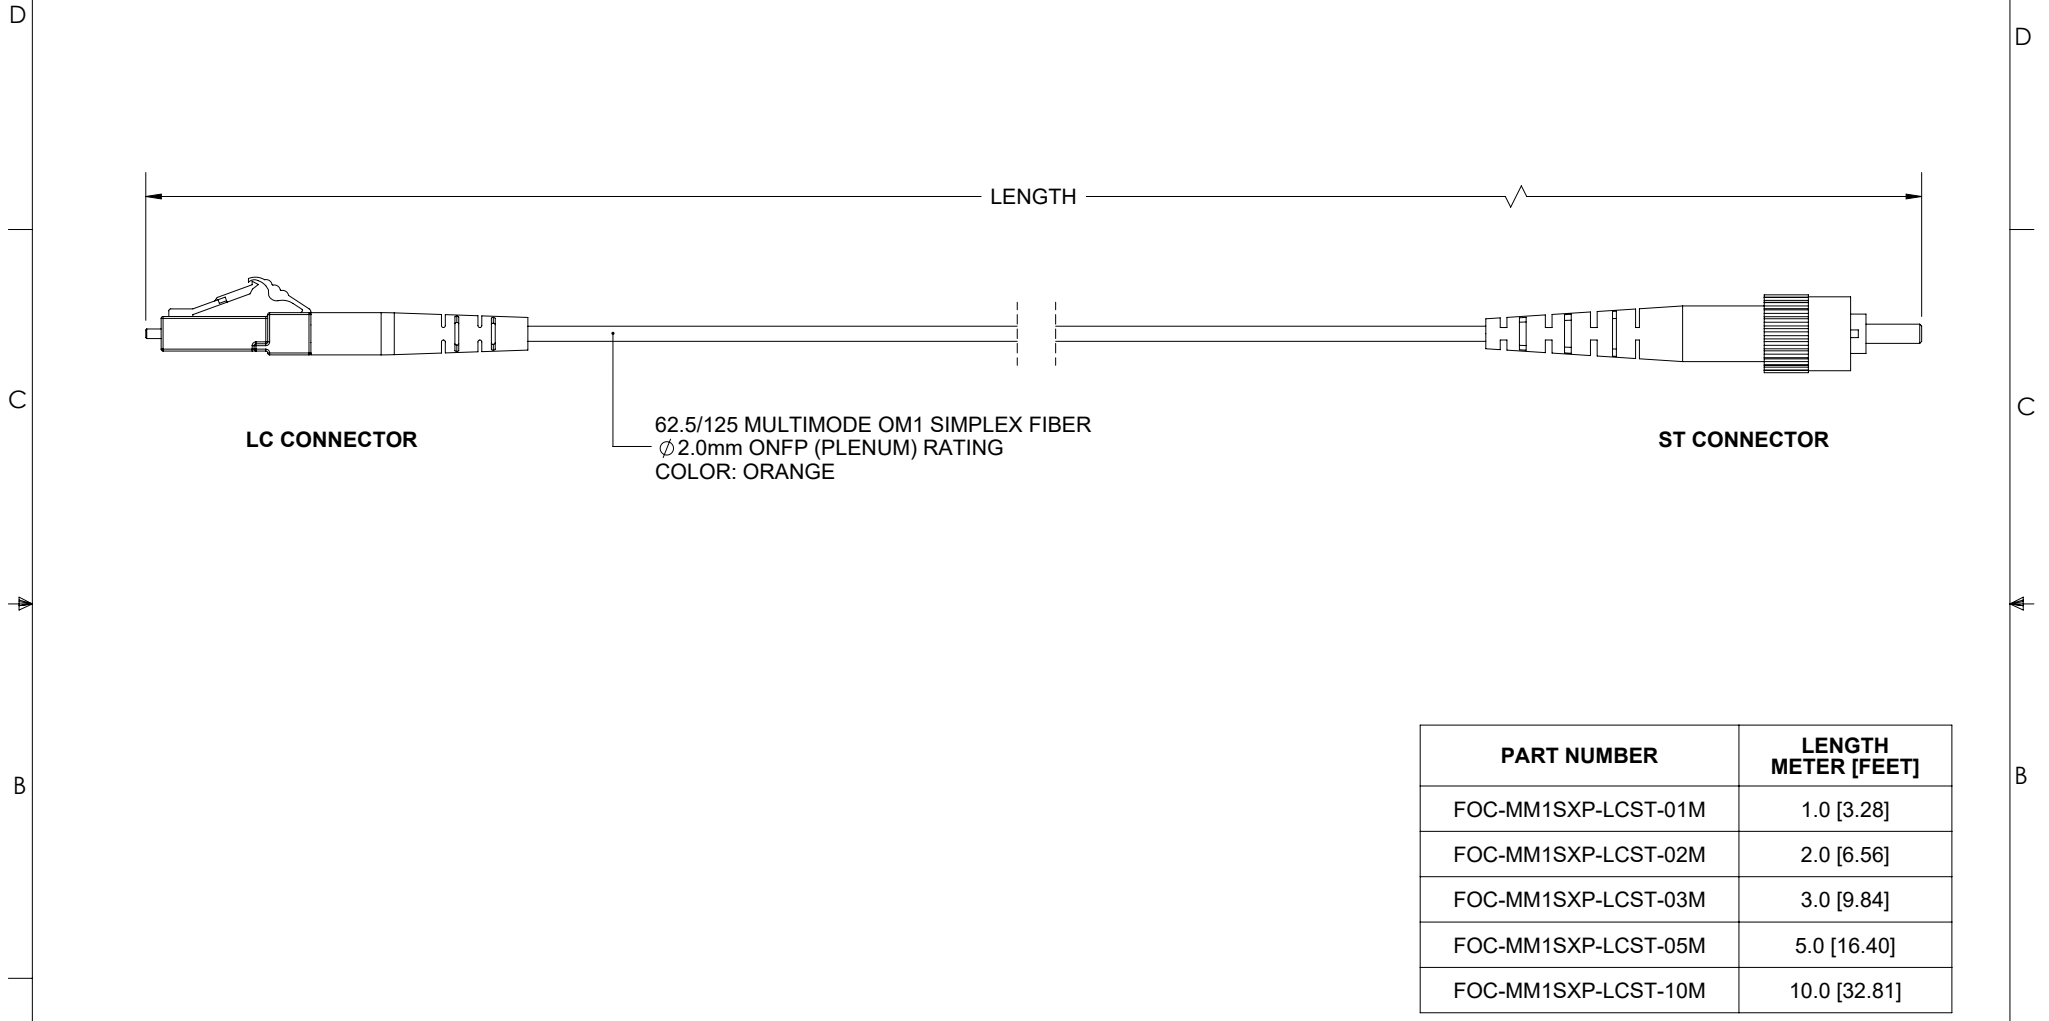 D
D
LENGTH
C
C
LC CONNECTOR
62.5/125 MULTIMODE OM1 SIMPLEX FIBER
∅2.0mm ONFP (PLENUM) RATING
COLOR: ORANGE
ST CONNECTOR
B
B
PART NUMBER
LENGTH
METER [FEET]
FOC-MM1SXP-LCST-01M
1.0 [3.28]
FOC-MM1SXP-LCST-02M
2.0 [6.56]
FOC-MM1SXP-LCST-03M
3.0 [9.84]
FOC-MM1SXP-LCST-05M
5.0 [16.40]
FOC-MM1SXP-LCST-10M
10.0 [32.81]